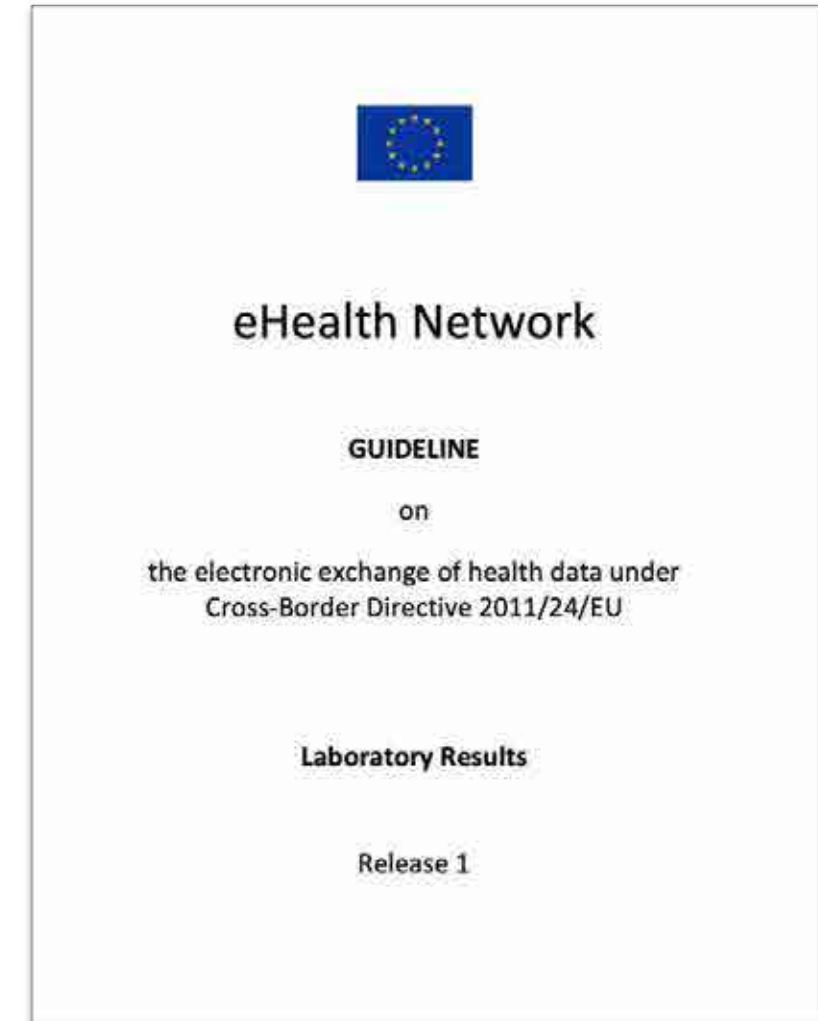 eHealth Network
GUIDELINE
on
the electronic exchange of health data under
Cross-Border Directive 2011/24/EU
Laboratory Results
Release 1